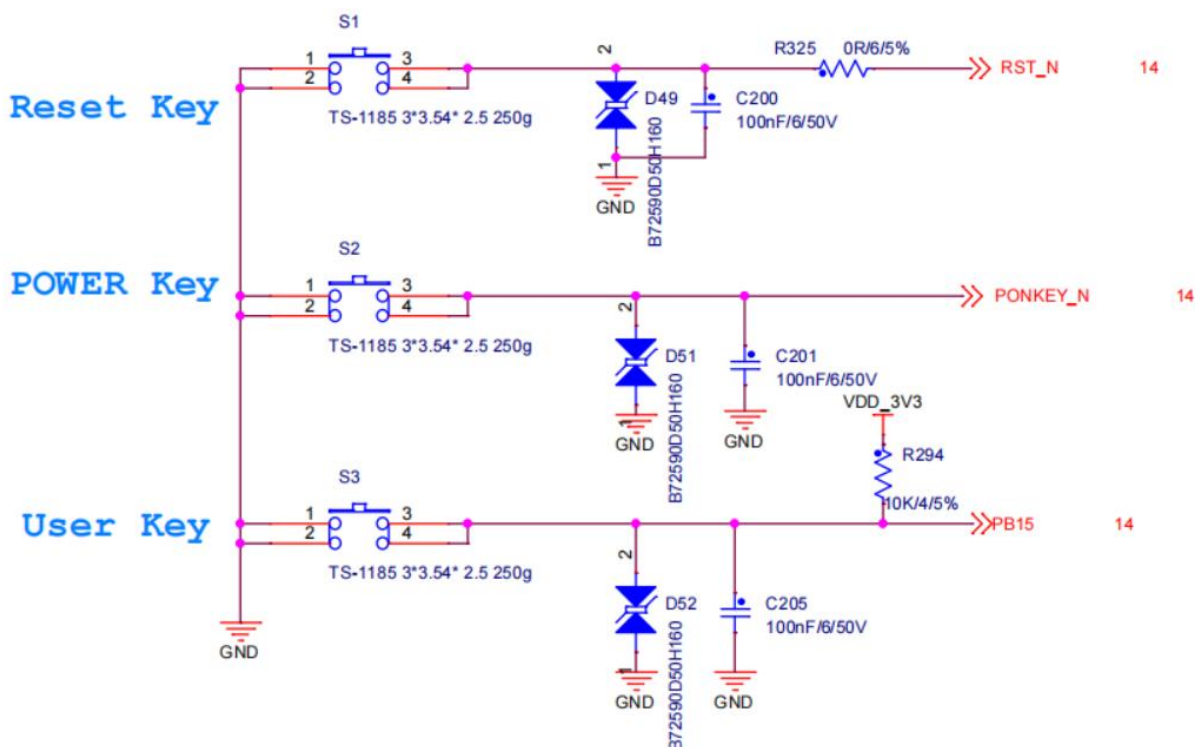 S1
1
2
3
4
TS-1185 3*3.54* 2.5 250g
Reset Key
2
D49
1
B72590D50H160
GND
C200
100nF/6/50V
R325
0R/6/5%
RST_N
14
S2
1
2
3
4
TS-1185 3*3.54* 2.5 250g
POWER Key
2
D51
1
B72590D50H160
GND
C201
100nF/6/50V
GND
PONKEY_N
14
VDD_3V3
R294
10K/4/5%
S3
1
2
3
4
TS-1185 3*3.54* 2.5 250g
User Key
2
D52
1
B72590D50H160
GND
C205
100nF/6/50V
GND
PB15
14
GND